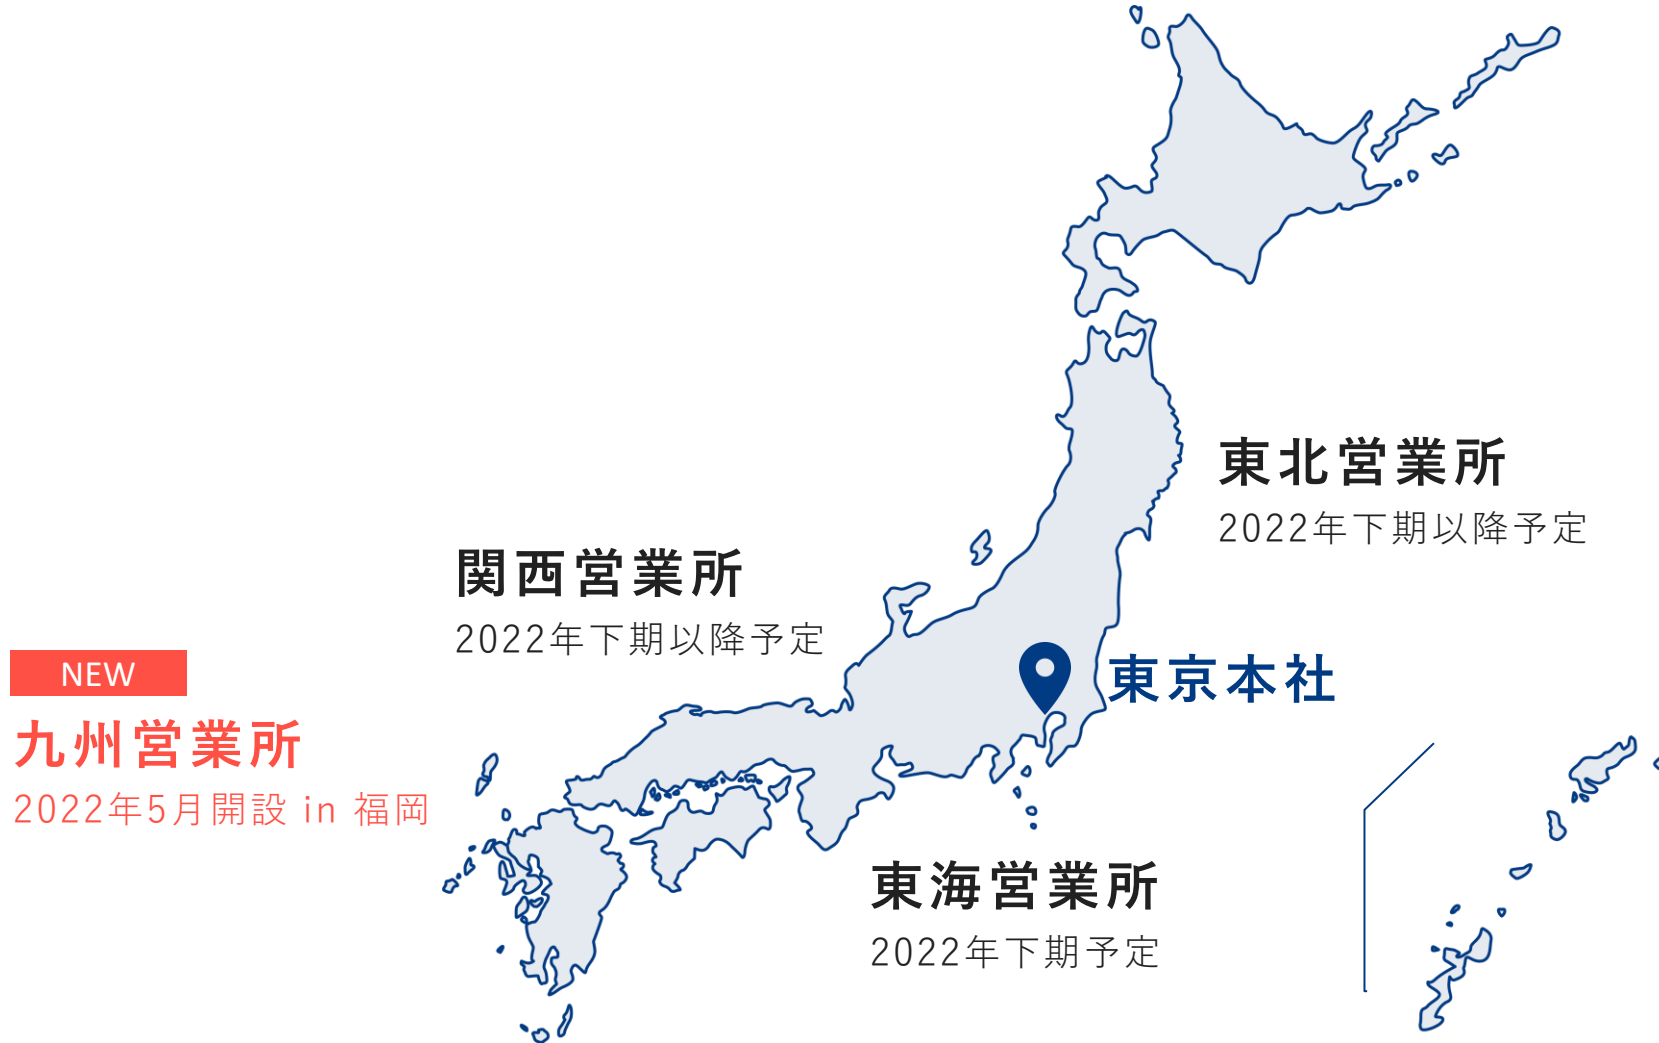 東北営業所
2022年下期以降予定
関西営業所
2022年下期以降予定
東京本社
NEW
九州営業所
2022年5月開設 in 福岡
東海営業所
2022年下期予定